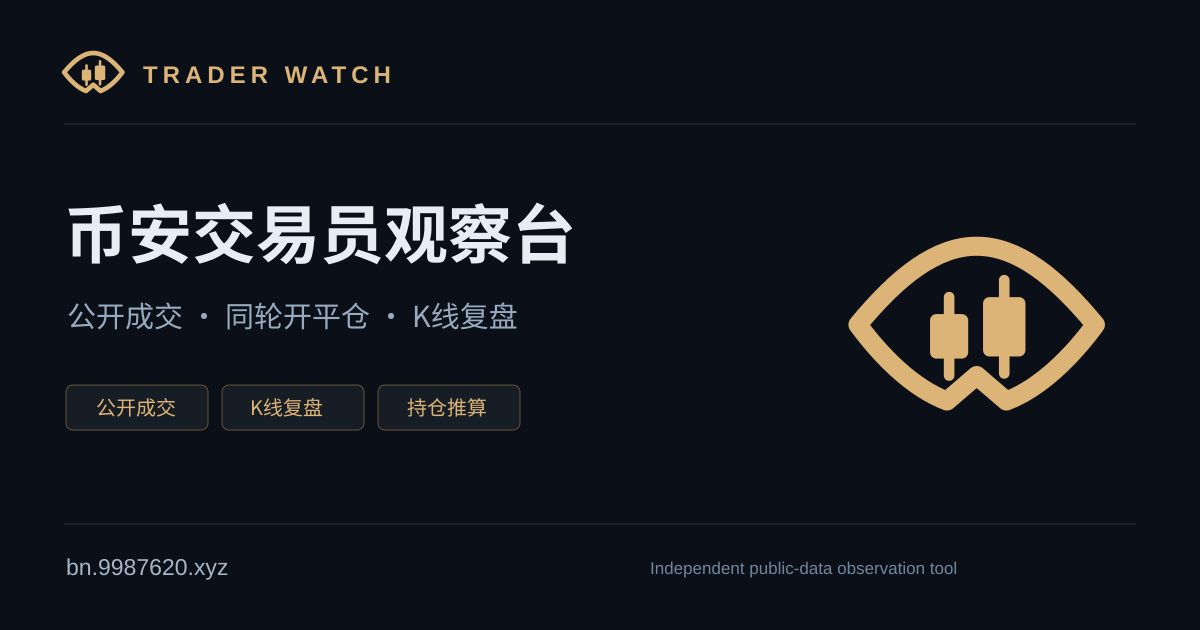 TRADER WATCH
币安交易员观察台
公开成交 · 同轮开平仓 · K线复盘
公开成交
K线复盘
持仓推算
bn.9987620.xyz
Independent public-data observation tool